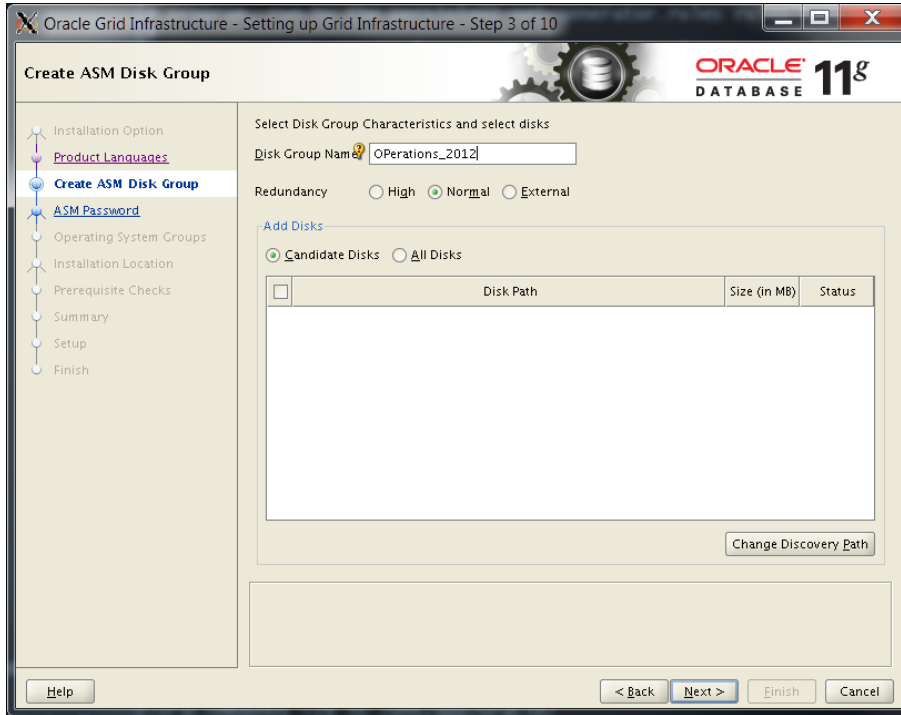 Oracle Grid Infrastructure - Setting up Grid Infrastructure - Step 3 of 10
Create ASM Disk Group
ORACLE
DATABASE
11g
Installation Option
Product Languages
Create ASM Disk Group
ASM Password
Operating System Groups
Installation Location
Prerequisite Checks
Summary
Setup
Finish
Select Disk Group Characteristics and select disks
Disk Group Name OPerations_2012
Redundancy High Normal External
Add Disks
Candidate Disks All Disks
Disk Path Size (in MB) Status
Change Discovery Path
Help < Back Next > Finish Cancel